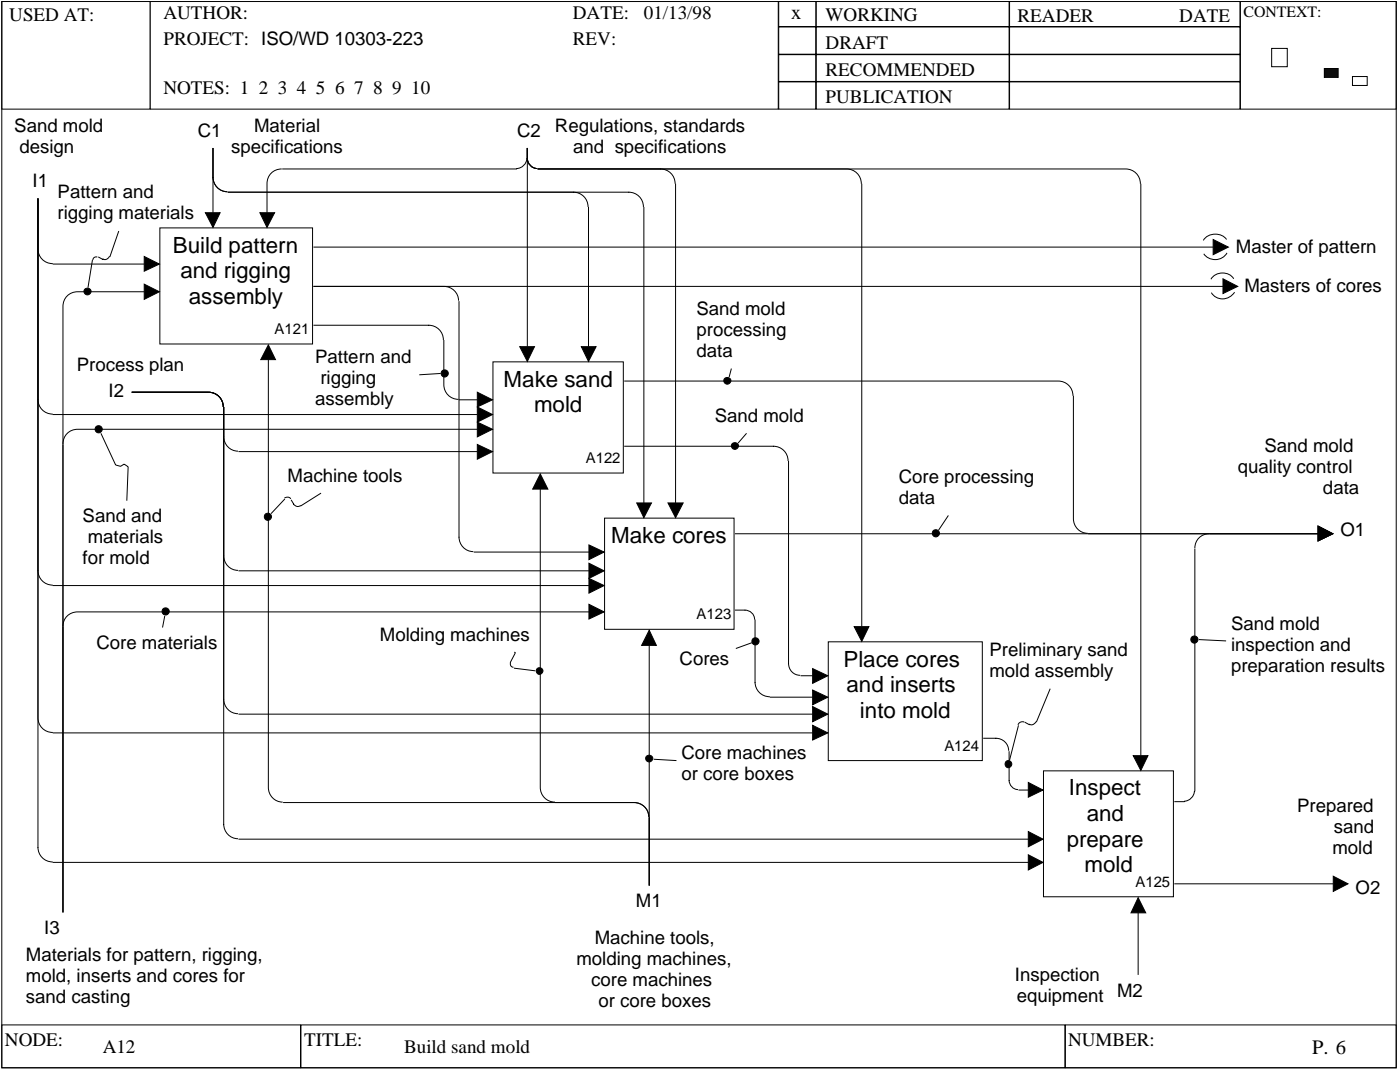 USED AT:
AUTHOR:
DATE: 01/13/98
PROJECT: ISO/WD 10303-223
REV:
NOTES: 1 2 3 4 5 6 7 8 9 10
x WORKING
DRAFT
RECOMMENDED
PUBLICATION
READER DATE
CONTEXT:
Sand mold
design
I1
C1
Material
specifications
C2
Regulations, standards
and specifications
Pattern and
rigging materials
Build pattern
and rigging
assembly
A121
Master of pattern
Masters of cores
Process plan
I2
Pattern and
rigging
assembly
Make sand
mold
A122
Sand mold
processing
data
Sand mold
Sand and
materials
for mold
Machine tools
Make cores
A123
Core processing
data
Sand mold
quality control
data
O1
Core materials
Molding machines
Cores
Place cores
and inserts
into mold
A124
Preliminary sand
mold assembly
Sand mold
inspection and
preparation results
Core machines
or core boxes
Inspect
and
prepare
mold
A125
Prepared
sand
mold
O2
I3
Materials for pattern, rigging,
mold, inserts and cores for
sand casting
M1
Machine tools,
molding machines,
core machines
or core boxes
Inspection
equipment
M2
NODE: A12
TITLE: Build sand mold
NUMBER: P. 6